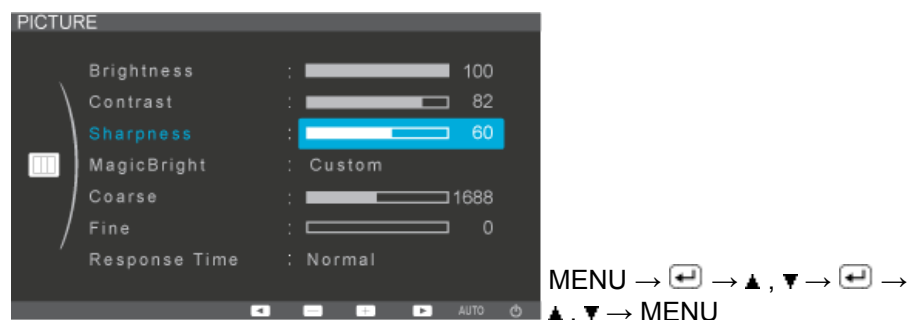 PICTURE
Brightness : 100
Contrast : 82
Sharpness : 60
MagicBright : Custom
Coarse : 1688
Fine : 0
Response Time : Normal
AUTO
MENU → → ▲ , ▼ → →
▲ , ▼ → MENU